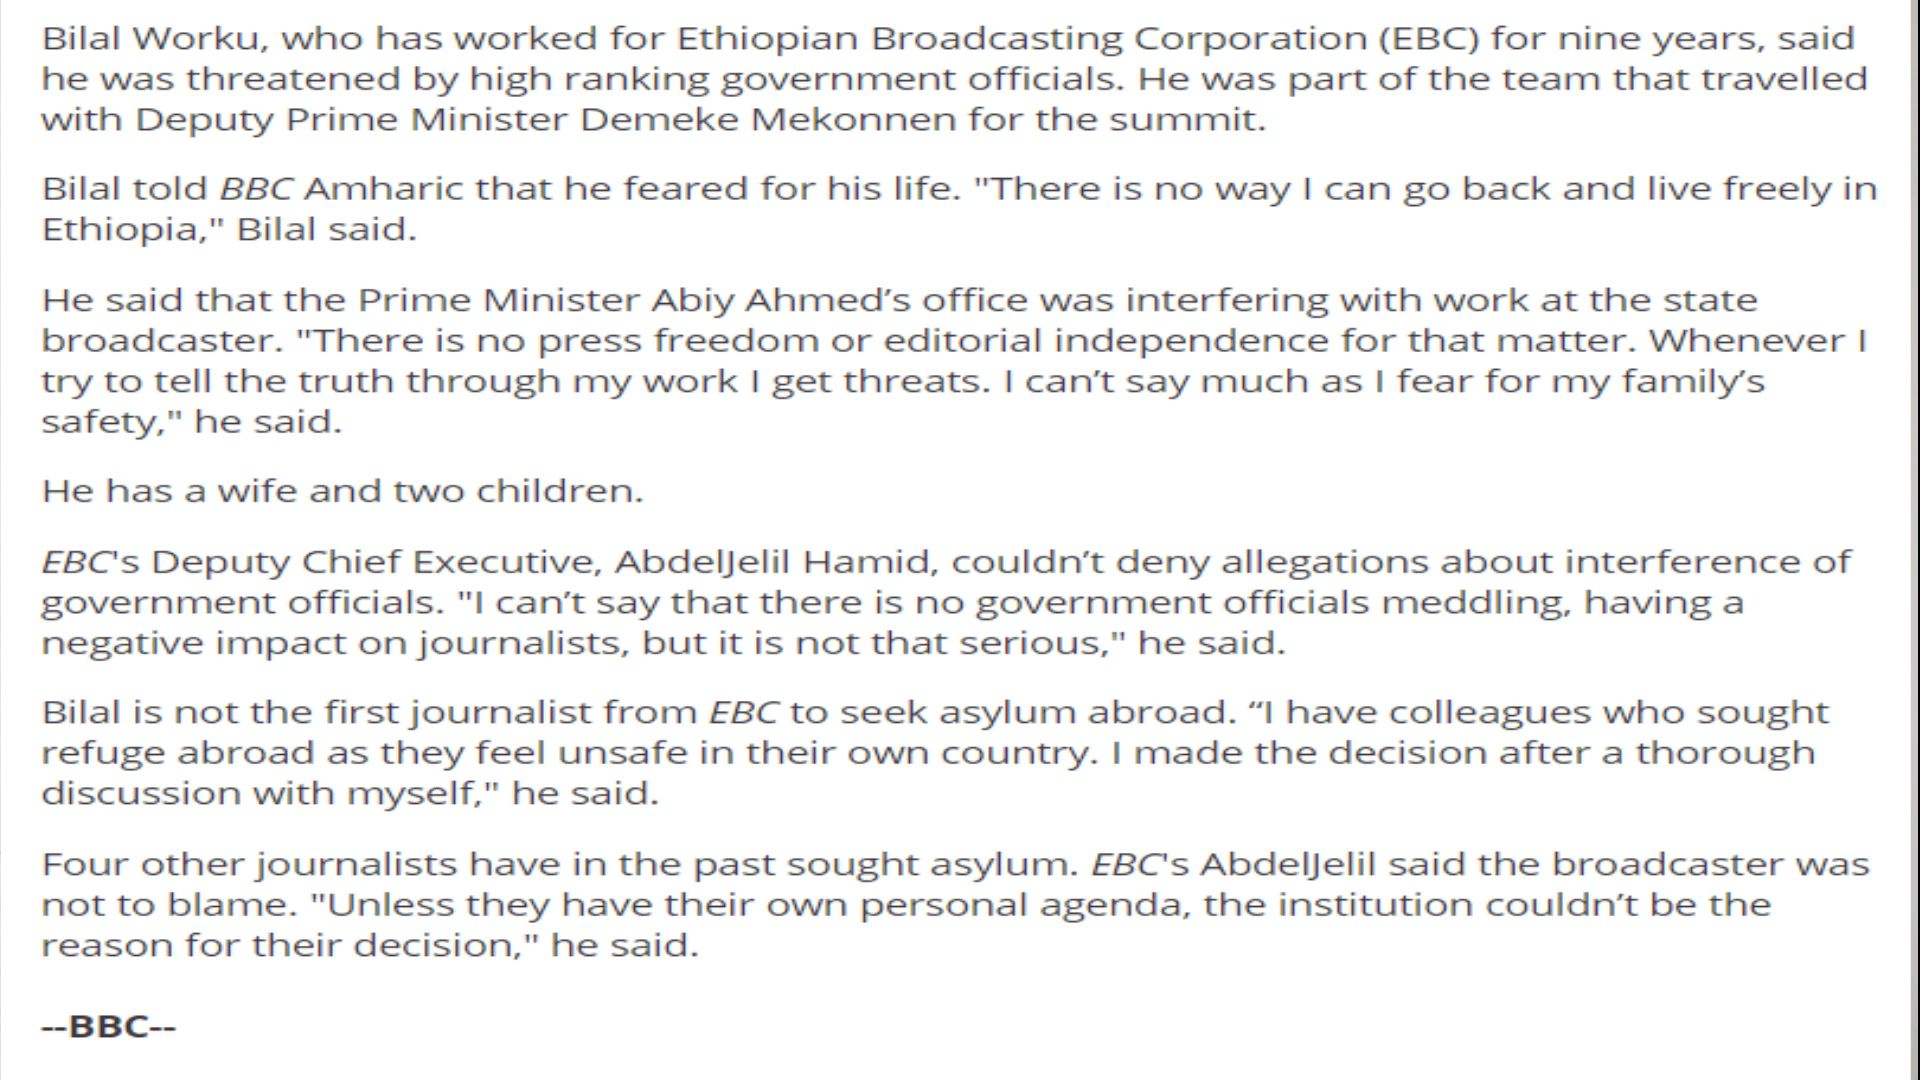 Bilal Worku, who has worked for Ethiopian Broadcasting Corporation (EBC) for nine years, said
he was threatened by high ranking government officials. He was part of the team that travelled
with Deputy Prime Minister Demeke Mekonnen for the summit.
Bilal told BBC Amharic that he feared for his life. "There is no way I can go back and live freely in
Ethiopia," Bilal said.
He said that the Prime Minister Abiy Ahmed’s office was interfering with work at the state
broadcaster. "There is no press freedom or editorial independence for that matter. Whenever I
try to tell the truth through my work I get threats. I can’t say much as I fear for my family’s
safety," he said.
He has a wife and two children.
EBC's Deputy Chief Executive, AbdelJelil Hamid, couldn’t deny allegations about interference of
government officials. "I can’t say that there is no government officials meddling, having a
negative impact on journalists, but it is not that serious," he said.
Bilal is not the first journalist from EBC to seek asylum abroad. “I have colleagues who sought
refuge abroad as they feel unsafe in their own country. I made the decision after a thorough
discussion with myself," he said.
Four other journalists have in the past sought asylum. EBC's AbdelJelil said the broadcaster was
not to blame. "Unless they have their own personal agenda, the institution couldn’t be the
reason for their decision," he said.
--BBC--